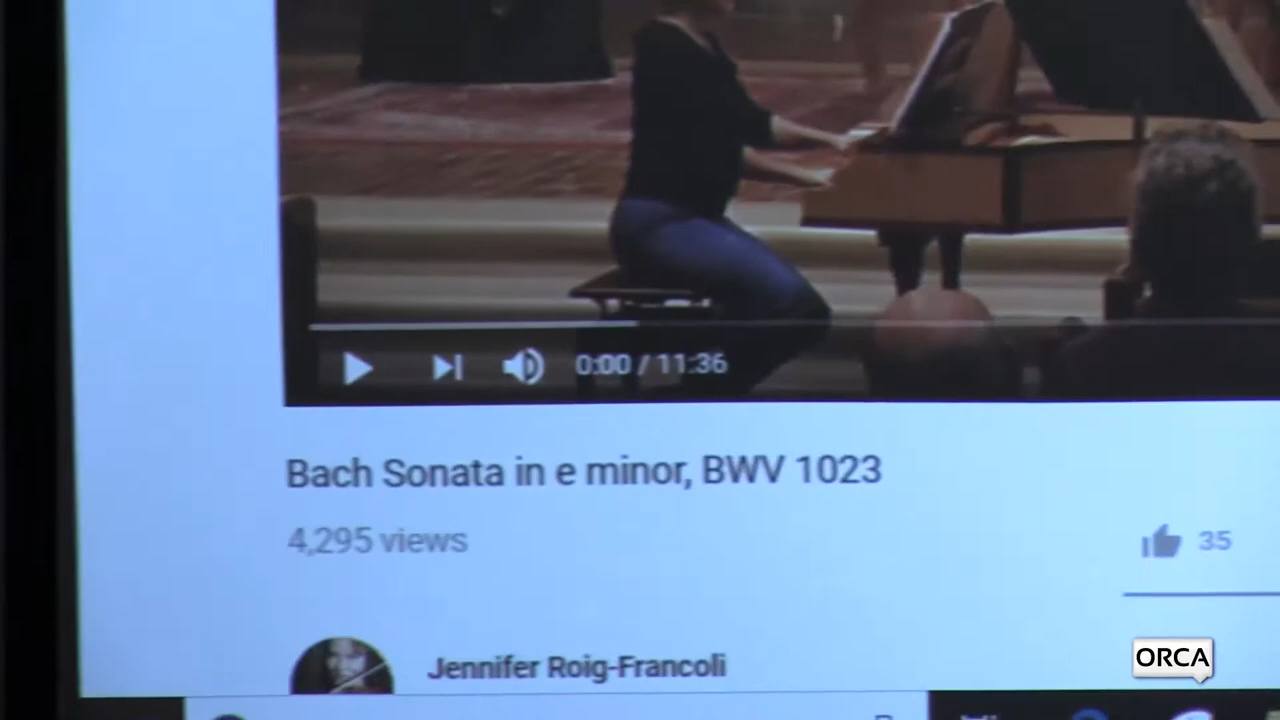 0:00 / 11:36
Bach Sonata in e minor, BWV 1023
4,295 views
35
Jennifer Roig-Francoli
ORCA